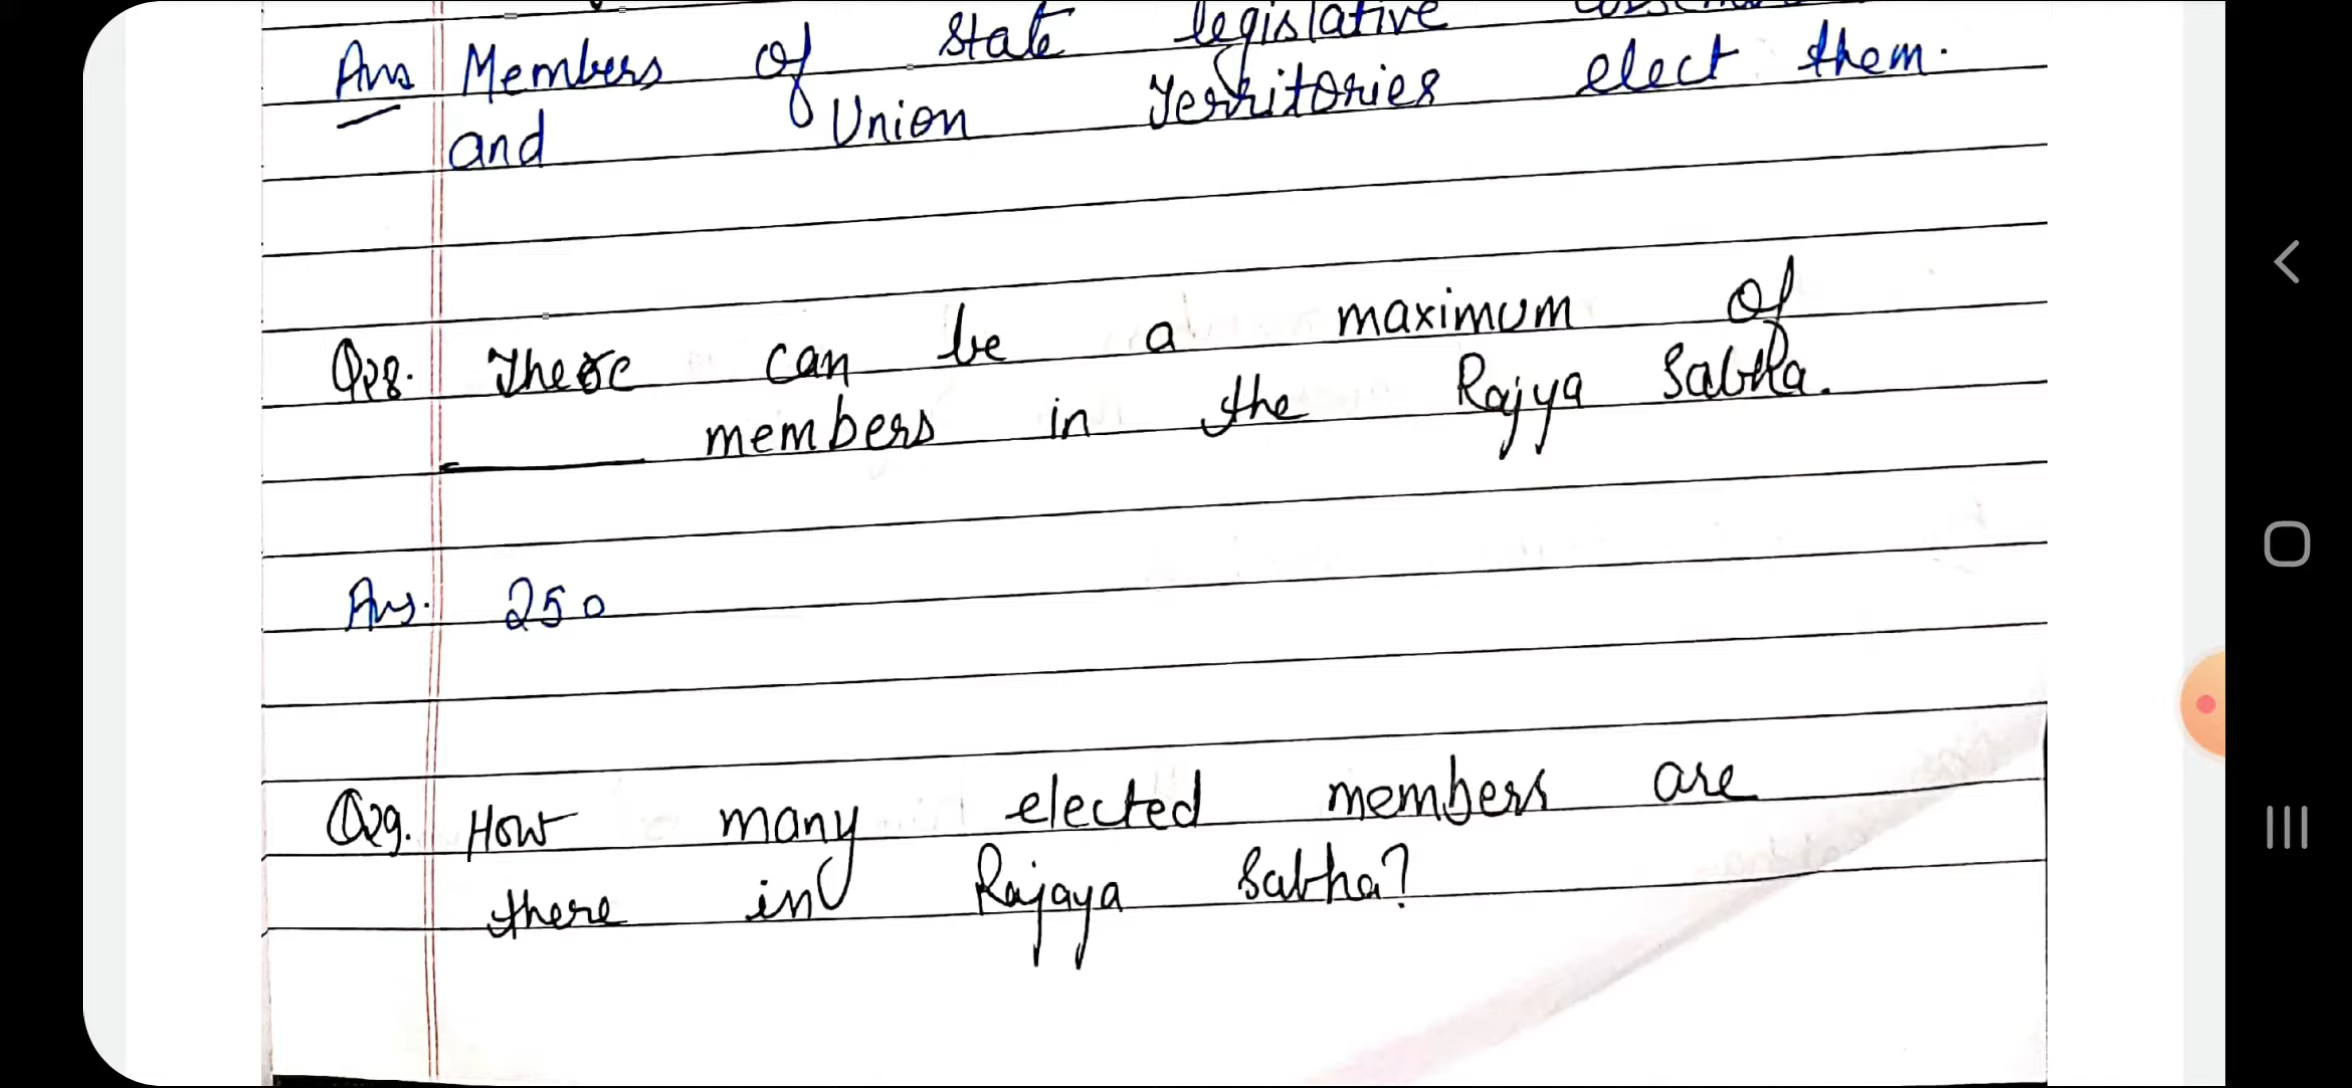 Ans Members of state legislative
and Union Territories elect them.
Q28. There can be a maximum of
______ members in the Rajya Sabha.
Ans. 250
Q29. How many elected members are
there in Rajaya Sabha?